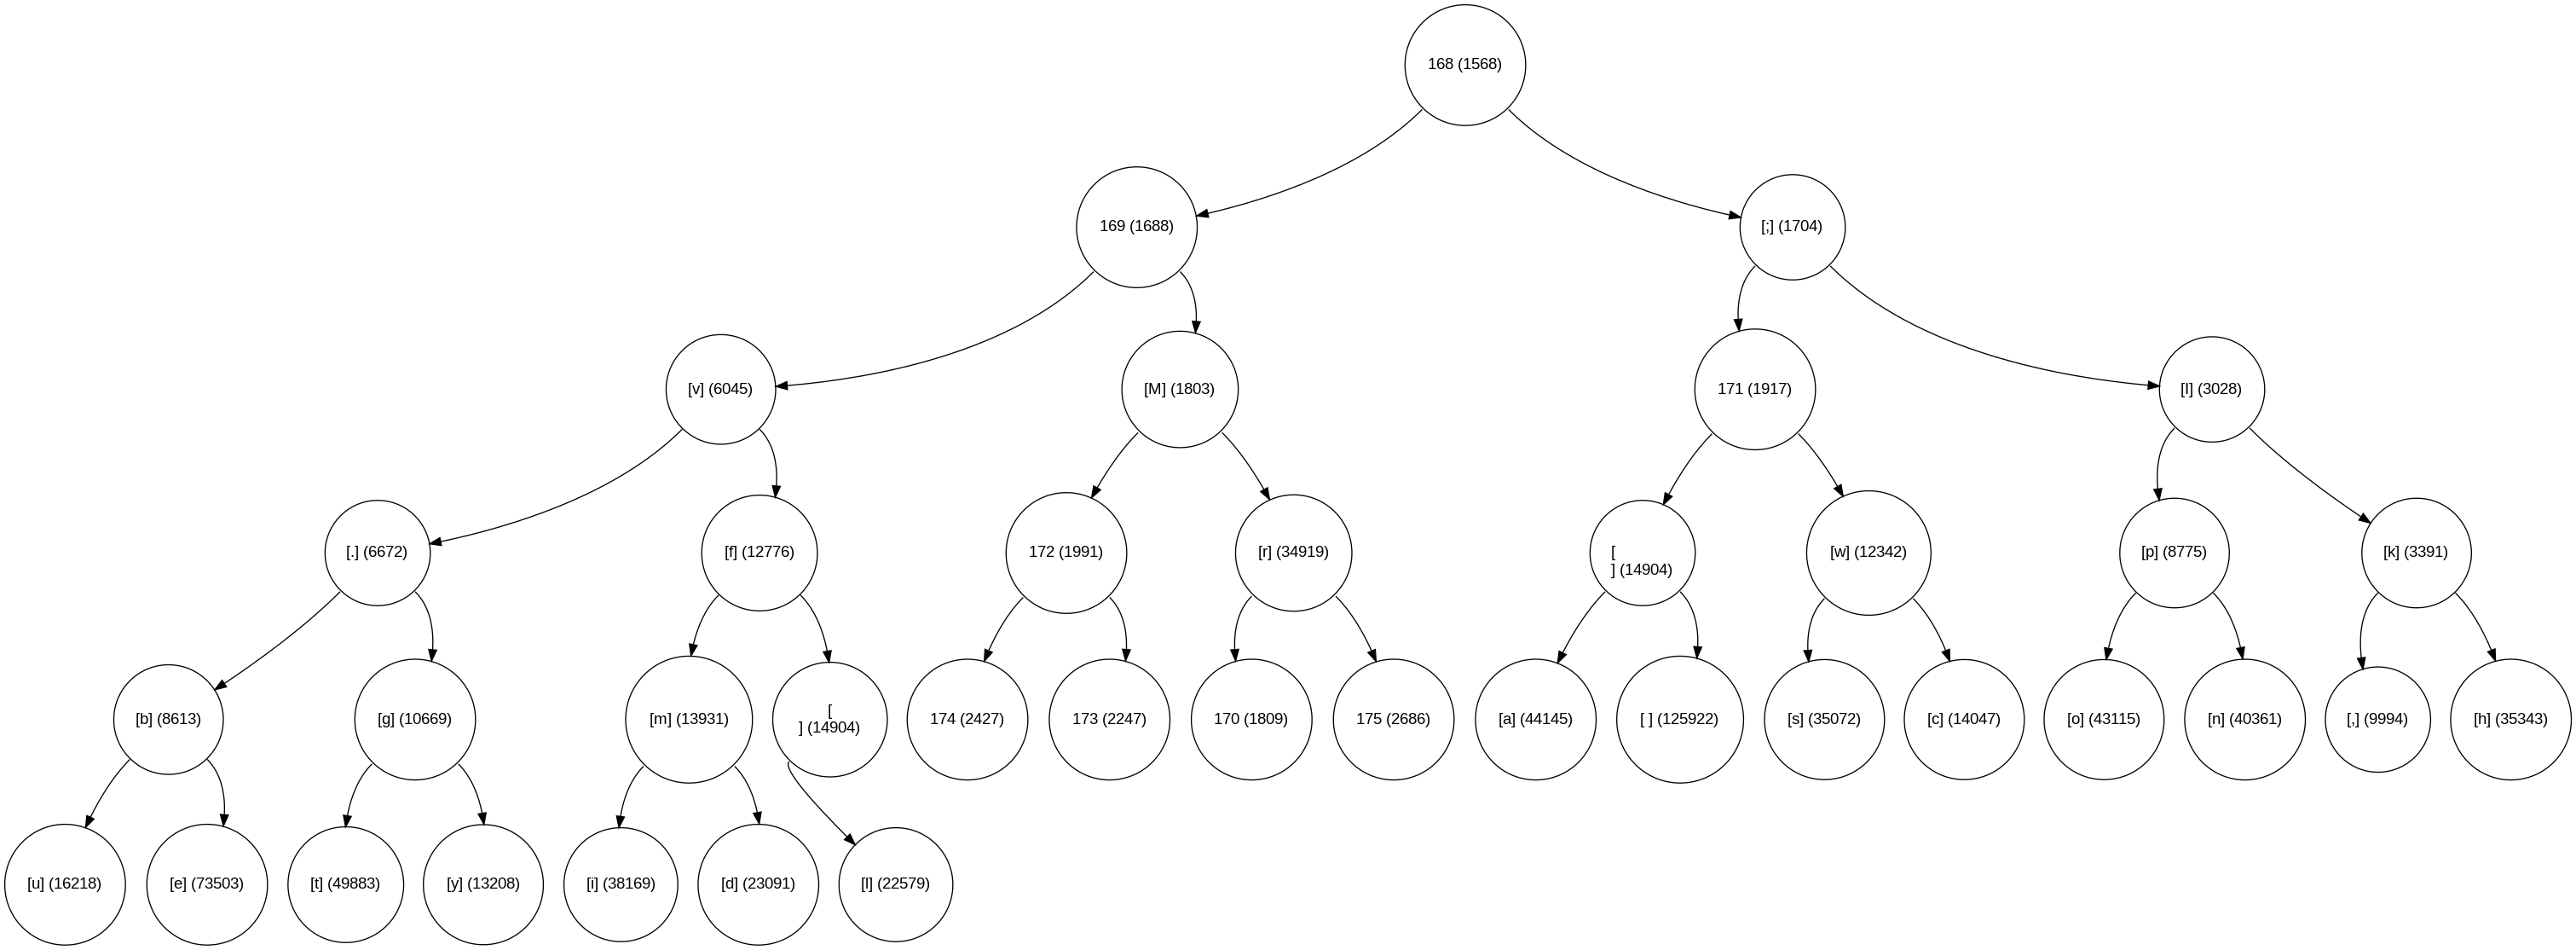 168 (1568)
169 (1688)
[;] (1704)
[v] (6045)
[M] (1803)
171 (1917)
[I] (3028)
[.] (6672)
[f] (12776)
172 (1991)
[r] (34919)
[
] (14904)
[w] (12342)
[p] (8775)
[k] (3391)
[b] (8613)
[g] (10669)
[m] (13931)
[
] (14904)
174 (2427)
173 (2247)
170 (1809)
175 (2686)
[a] (44145)
[ ] (125922)
[s] (35072)
[c] (14047)
[o] (43115)
[n] (40361)
[,] (9994)
[h] (35343)
[u] (16218)
[e] (73503)
[t] (49883)
[y] (13208)
[i] (38169)
[d] (23091)
[l] (22579)